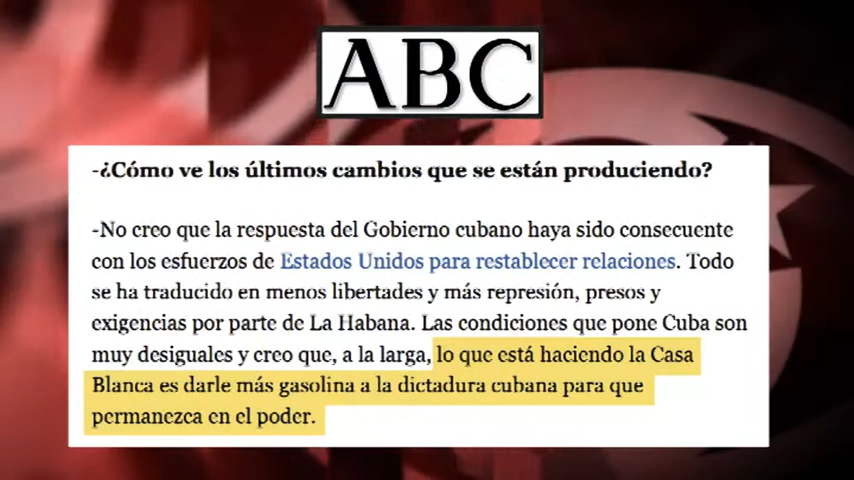 ABC
-¿Cómo ve los últimos cambios que se están produciendo?
-No creo que la respuesta del Gobierno cubano haya sido consecuente
con los esfuerzos de Estados Unidos para restablecer relaciones. Todo
se ha traducido en menos libertades y más represión, presos y
exigencias por parte de La Habana. Las condiciones que pone Cuba son
muy desiguales y creo que, a la larga, lo que está haciendo la Casa
Blanca es darle más gasolina a la dictadura cubana para que
permanezca en el poder.